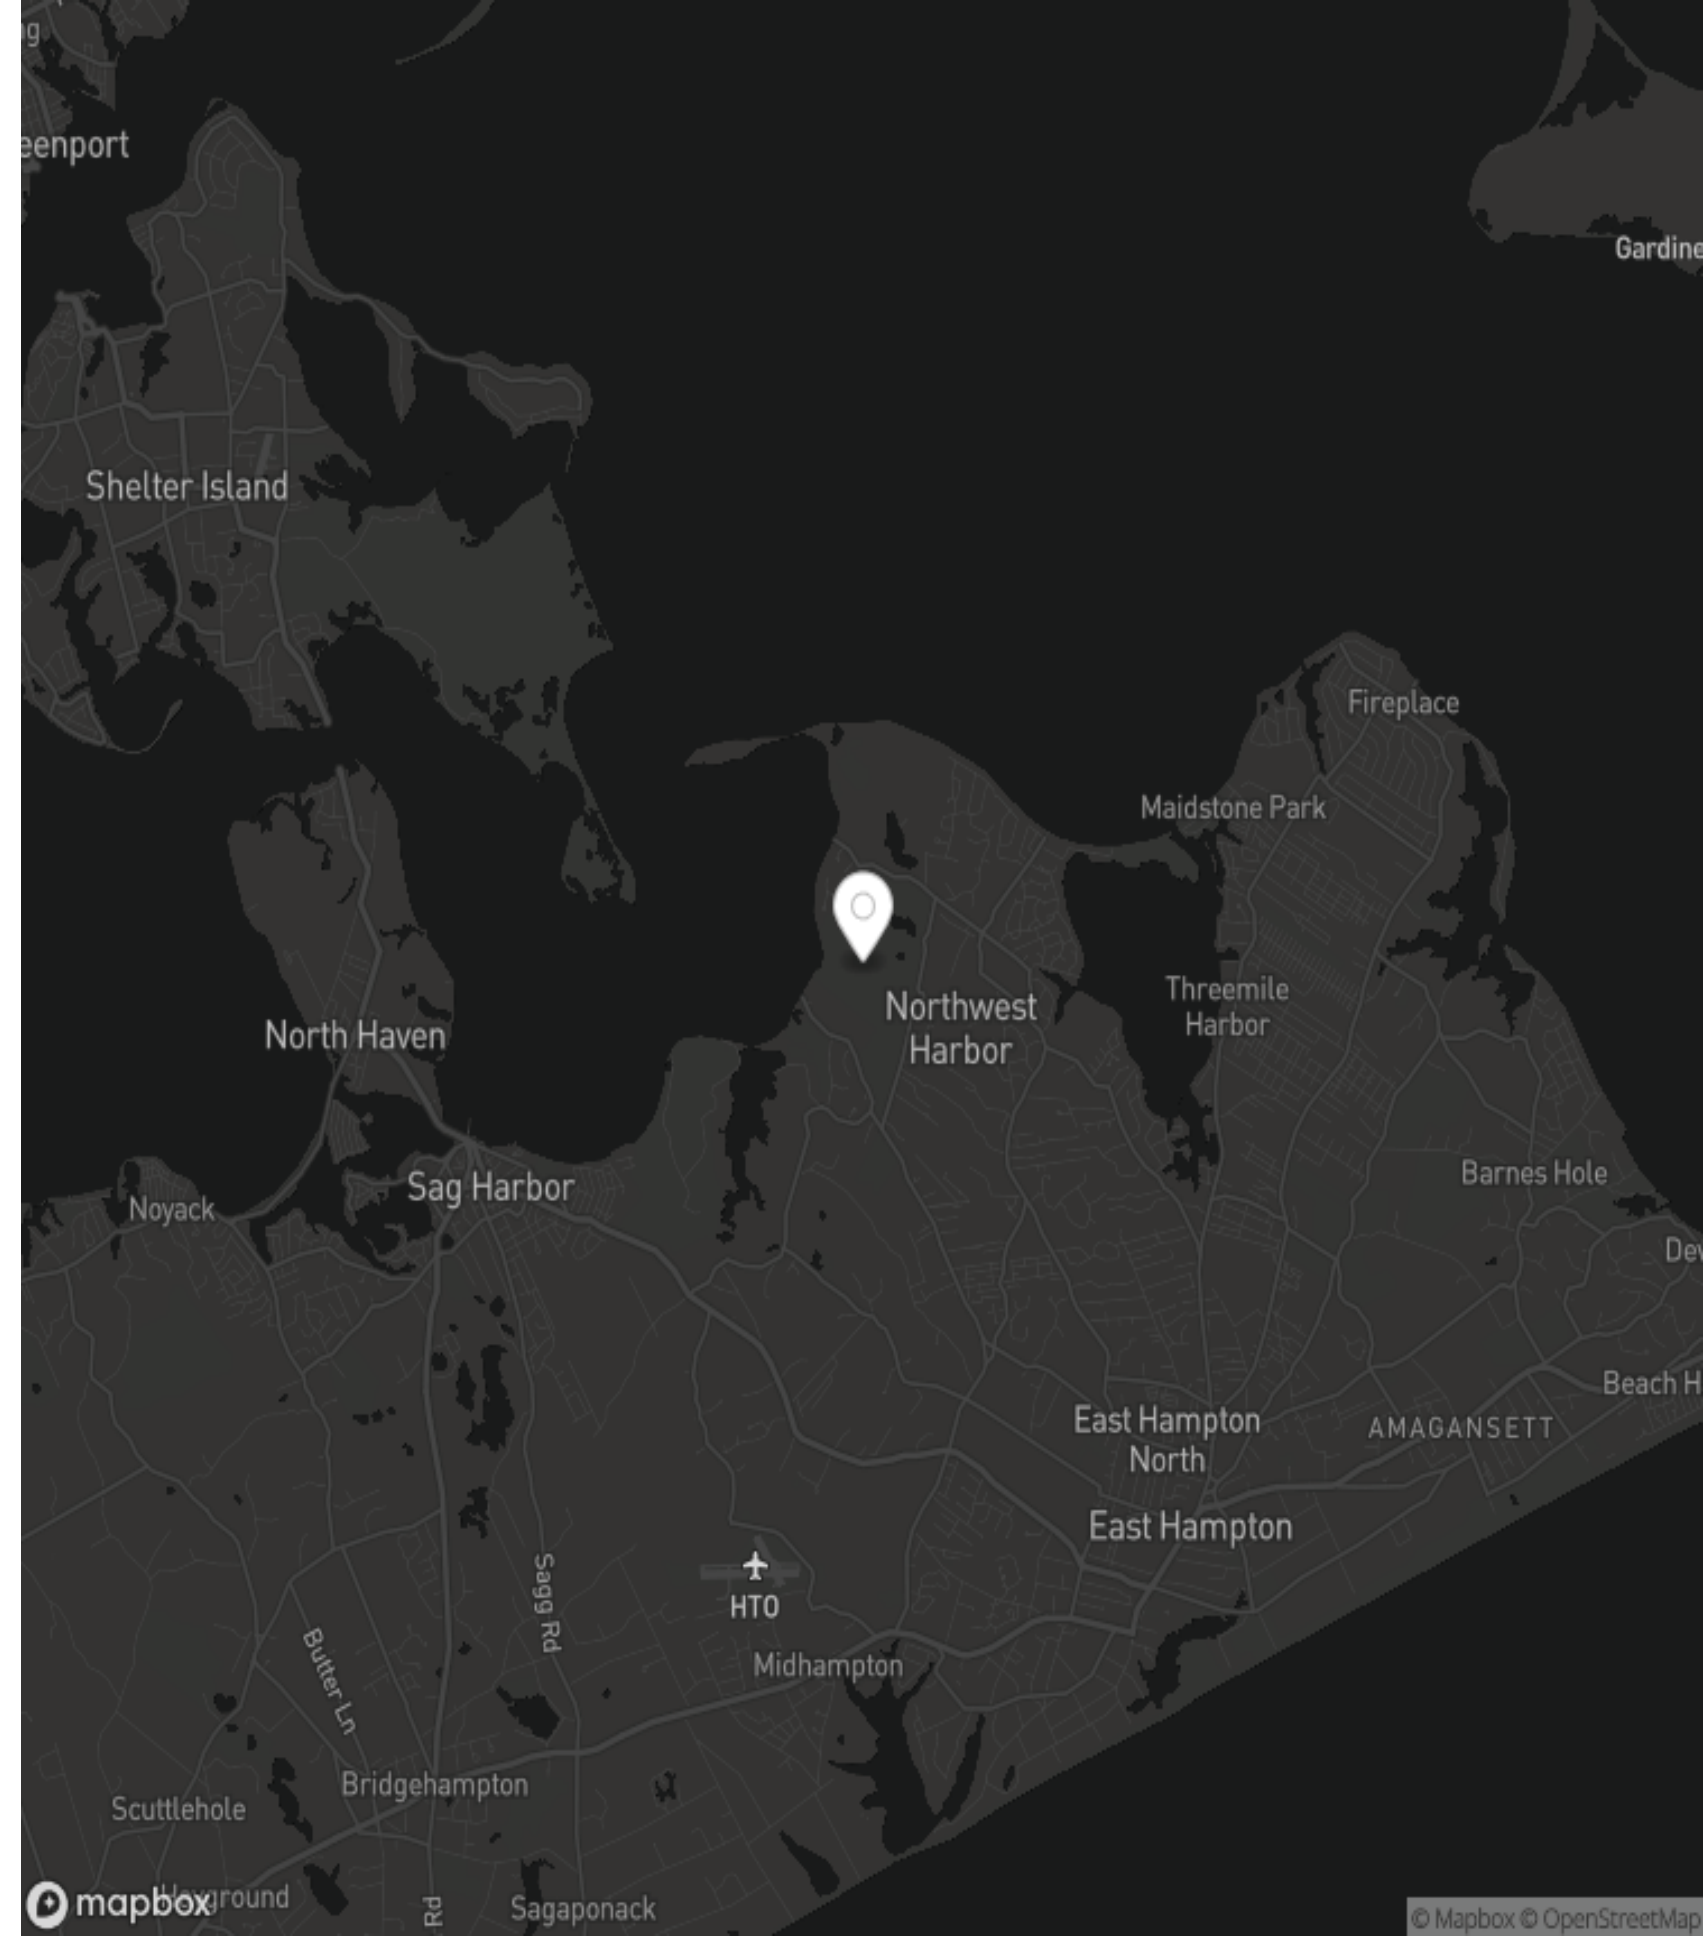 ng
eenport
Gardine
Shelter Island
Fireplace
Maidstone Park
Threemile
Harbor
Northwest
Harbor
North Haven
Barnes Hole
Sag Harbor
Noyack
Dev
Beach H
East Hampton
North
AMAGANSETT
East Hampton
Sagg Rd
HTO
Butter Ln
Midhampton
Bridgehampton
Scuttlehole
mapbox
Hayground
Rd
Sagaponack
© Mapbox © OpenStreetMap